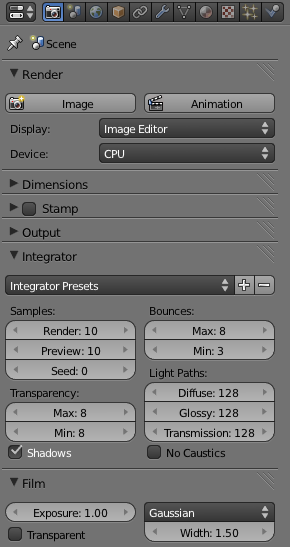 Scene
Render
Image
Animation
Display:
Image Editor
Device:
CPU
Dimensions
Stamp
Output
Integrator
Integrator Presets
Samples:
Render: 10
Preview: 10
Seed: 0
Bounces:
Max: 8
Min: 3
Transparency:
Max: 8
Min: 8
Shadows
Light Paths:
Diffuse: 128
Glossy: 128
Transmission: 128
No Caustics
Film
Exposure: 1.00
Transparent
Gaussian
Width: 1.50